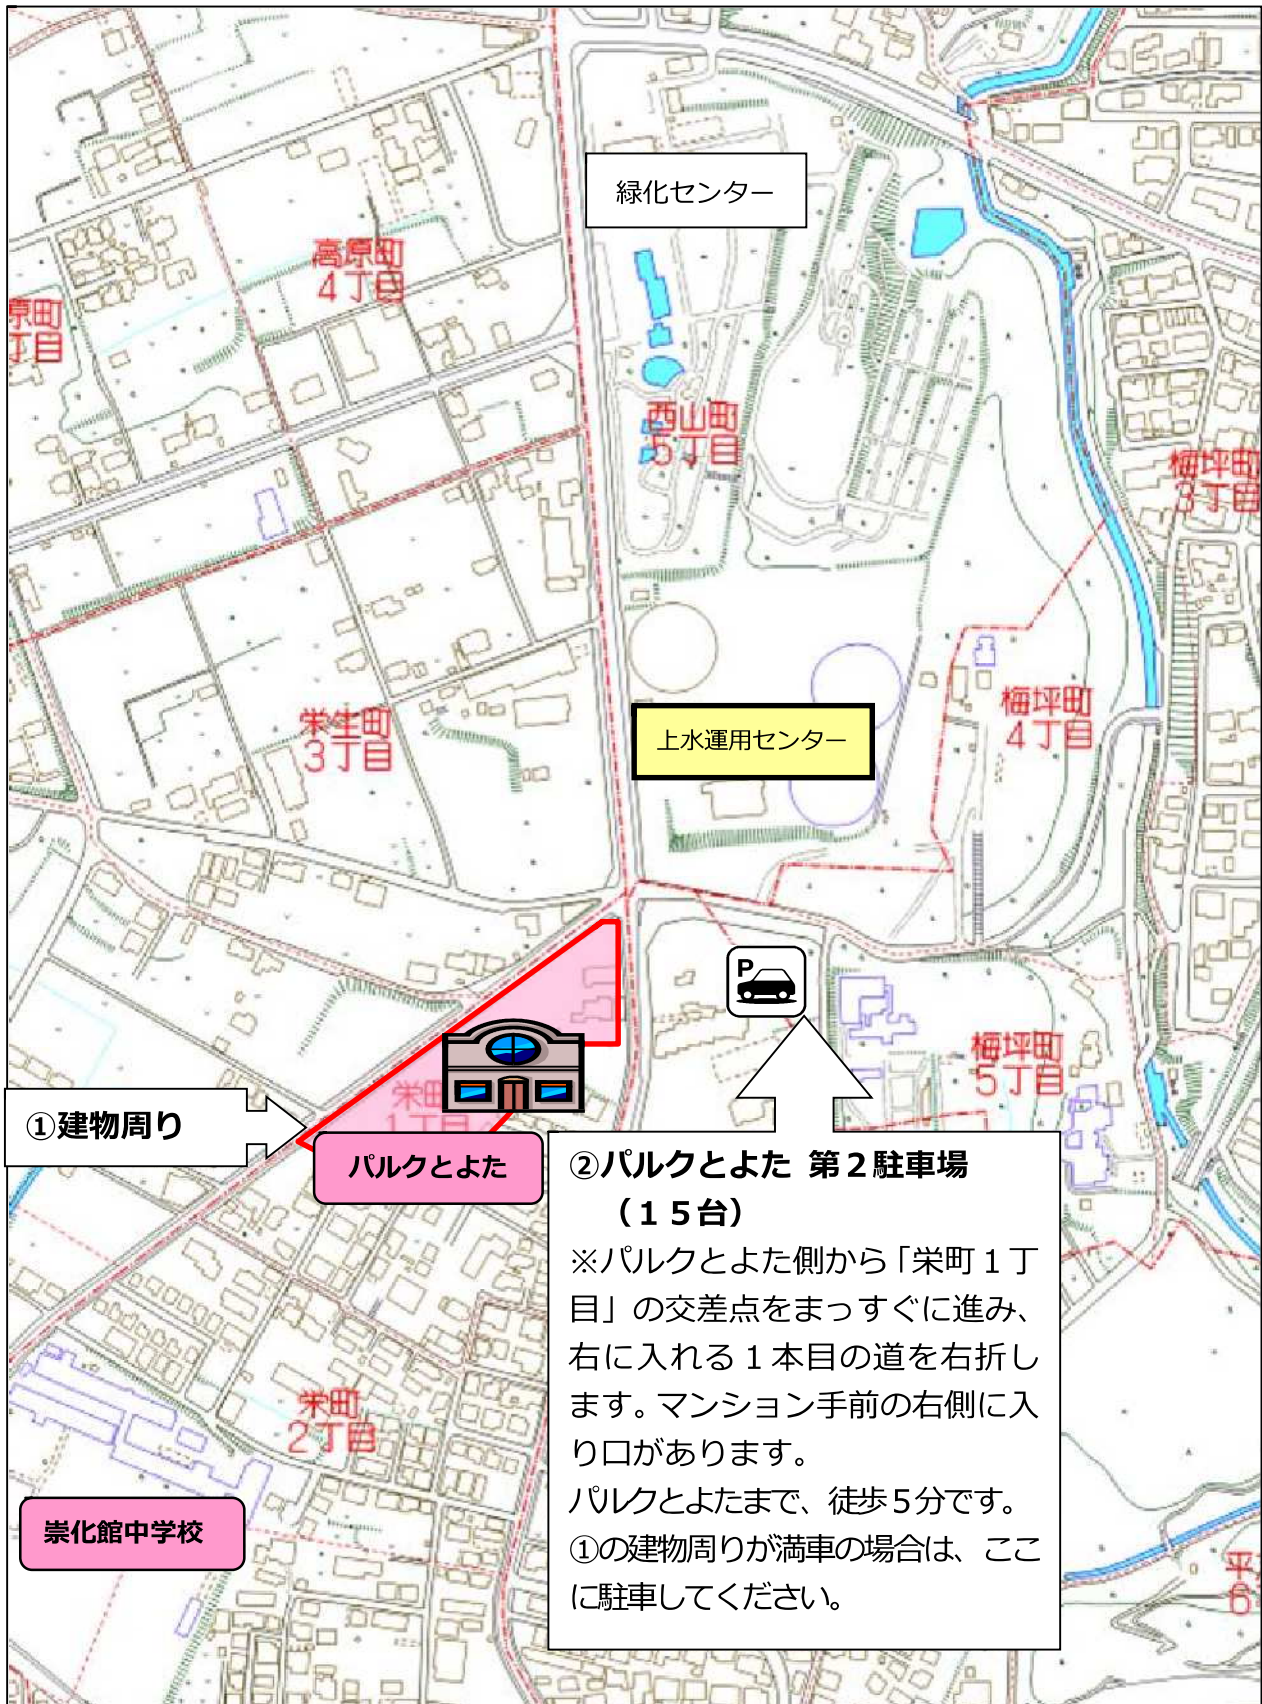 緑化センター
高原町
4丁目
原町
丁目
西山町
5丁目
梅坪町
3丁目
栄生町
3丁目
上水運用センター
梅坪町
4丁目
P
梅坪町
5丁目
①建物周り
栄町
1丁目
パルクとよた
②パルクとよた 第２駐車場
（１５台）
※パルクとよた側から「栄町１丁
目」の交差点をまっすぐに進み、
右に入れる１本目の道を右折し
ます。マンション手前の右側に入
り口があります。
パルクとよたまで、徒歩５分です。
①の建物周りが満車の場合は、ここ
に駐車してください。
栄町
2丁目
崇化館中学校
平
6